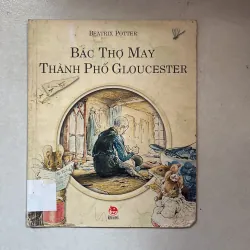 BEATRIX POTTER
BÁC THỢ MAY
THÀNH PHỐ GLOUCESTER